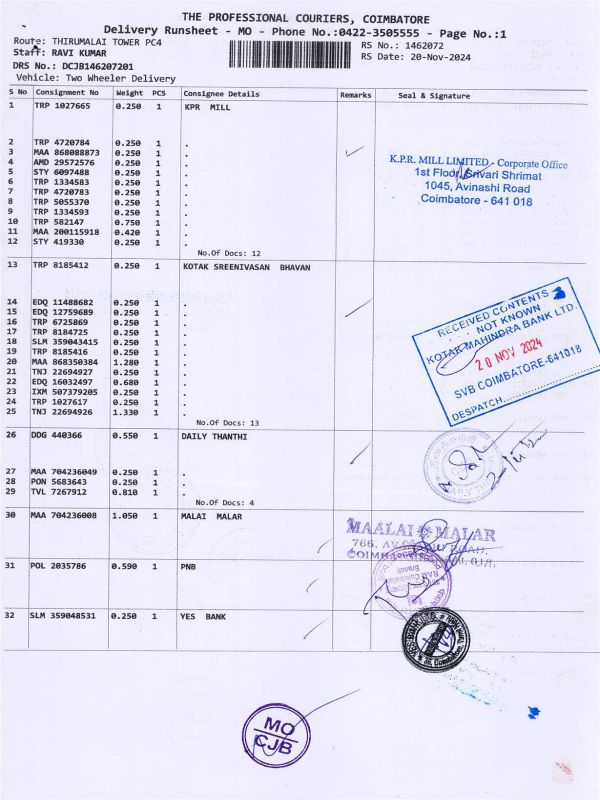 THE PROFESSIONAL COURIERS, COIMBATORE
Delivery Runsheet - MO - Phone No.:0422-3505555 - Page No.:1
Route: THIRUMALAI TOWER PC4
RS No.: 1462072
Staff: RAVI KUMAR
RS Date: 20-Nov-2024
DRS No.: DCJB146207201
Vehicle: Two Wheeler Delivery
S No Consignment No Weight PCS Consignee Details Remarks Seal & Signature
1 TRP 1027665 0.250 1 KPR MILL
2 TRP 4720784 0.250 1 .
3 MAA 868088873 0.250 1 .
4 AMD 29572576 0.250 1 .
5 STY 6097488 0.250 1 .
6 TRP 1334583 0.250 1 .
7 TRP 4720783 0.250 1 .
8 TRP 5055370 0.250 1 .
9 TRP 1334593 0.250 1 .
10 TRP 582147 0.750 1 .
11 MAA 200115918 0.420 1 .
12 STY 419330 0.250 1 .
No.Of Docs: 12
K.P.R. MILL LIMITED - Corporate Office
1st Floor, Srivari Shrimat
1045, Avinashi Road
Coimbatore - 641 018
13 TRP 8185412 0.250 1 KOTAK SREENIVASAN BHAVAN
14 EDQ 11488682 0.250 1 .
15 EDQ 12759689 0.250 1 .
16 TRP 6725869 0.250 1 .
17 TRP 8184725 0.250 1 .
18 SLM 359043415 0.250 1 .
19 TRP 8185416 0.250 1 .
20 MAA 868350384 1.280 1 .
21 TNJ 22694927 0.250 1 .
22 EDQ 16032497 0.680 1 .
23 IXM 507379205 0.250 1 .
24 TRP 1027617 0.250 1 .
25 TNJ 22694926 1.330 1 .
No.Of Docs: 13
RECEIVED CONTENTS
NOT KNOWN
KOTAK MAHINDRA BANK LTD.
20 NOV 2024
SVB COIMBATORE-641018
DESPATCH
26 DDG 440366 0.550 1 DAILY THANTHI
27 MAA 704236049 0.250 1 .
28 PON 5683643 0.250 1 .
29 TVL 7267912 0.810 1 .
No.Of Docs: 4
30 MAA 704236008 1.050 1 MALAI MALAR
MAALAI MALAR
31 POL 2035786 0.590 1 PNB
32 SLM 359048531 0.250 1 YES BANK
MO
CJB